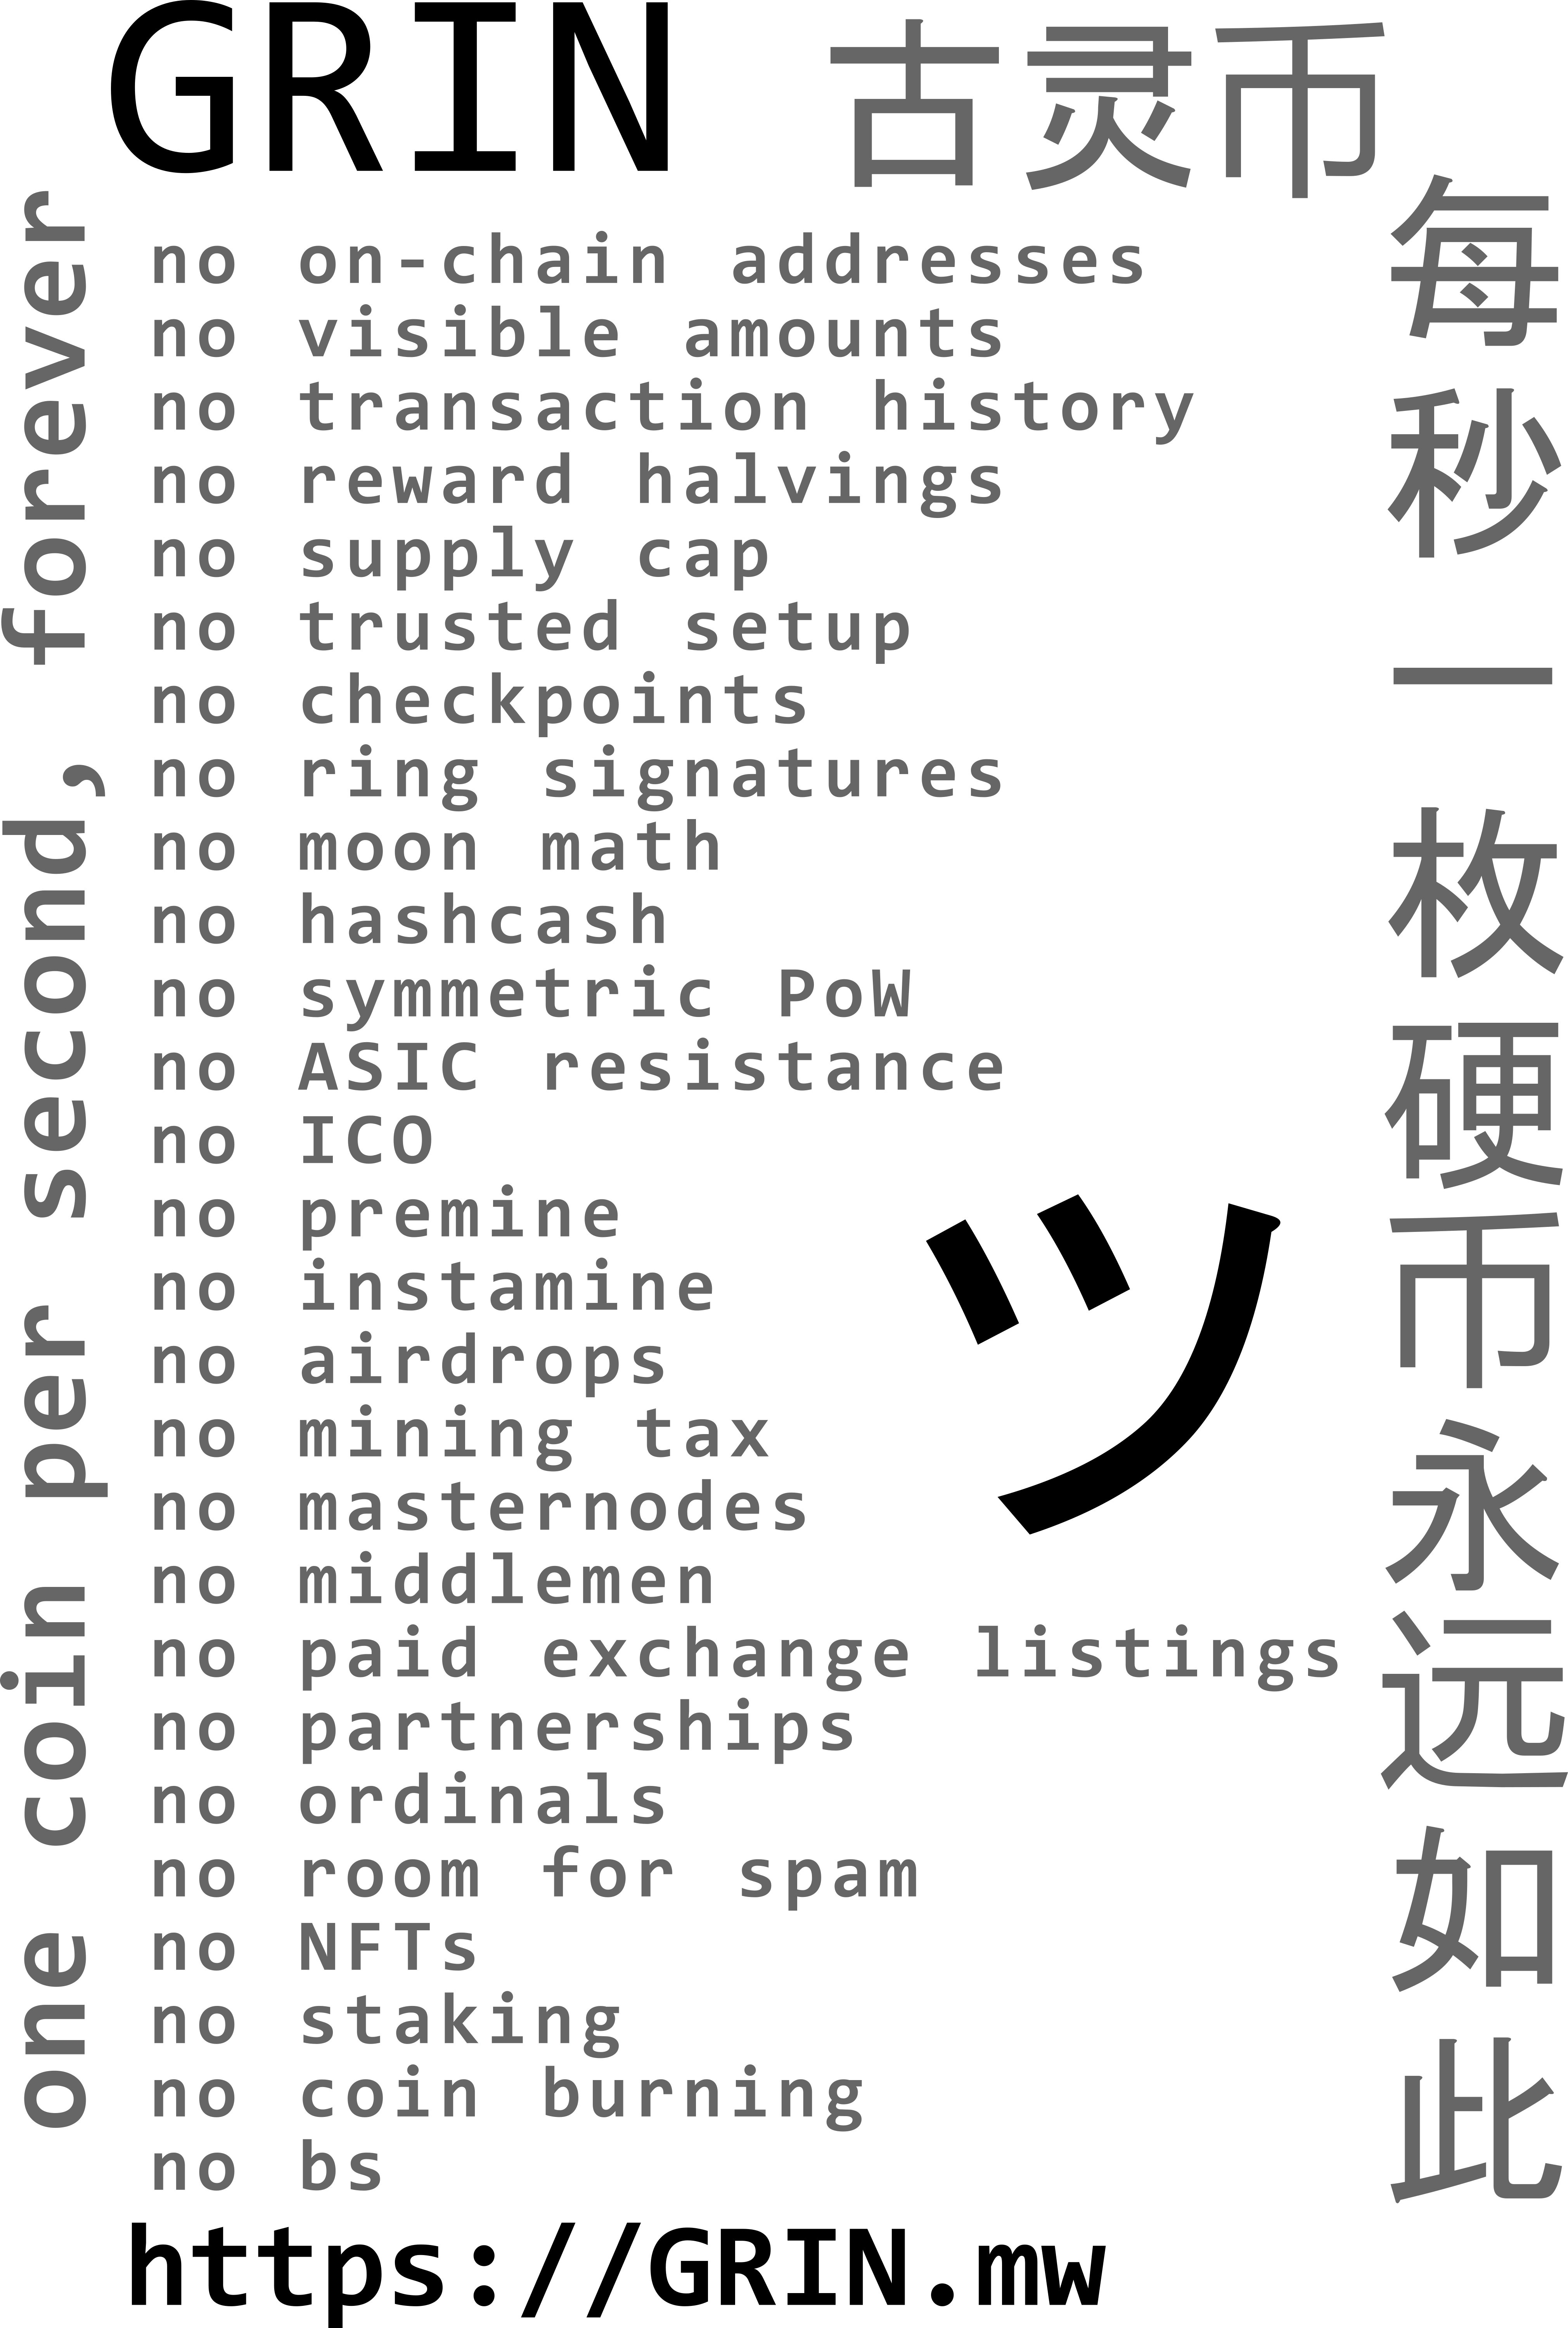 GRIN 古灵币
one coin per second, forever
no on-chain addresses
no visible amounts
no transaction history
no reward halvings
no supply cap
no trusted setup
no checkpoints
no ring signatures
no moon math
no hashcash
no symmetric PoW
no ASIC resistance
no ICO
no premine
no instamine
no airdrops
no mining tax
no masternodes
no middlemen
no paid exchange listings
no partnerships
no ordinals
no room for spam
no NFTs
no staking
no coin burning
no bs
ツ
每秒一枚硬币永远如此
https://GRIN.mw